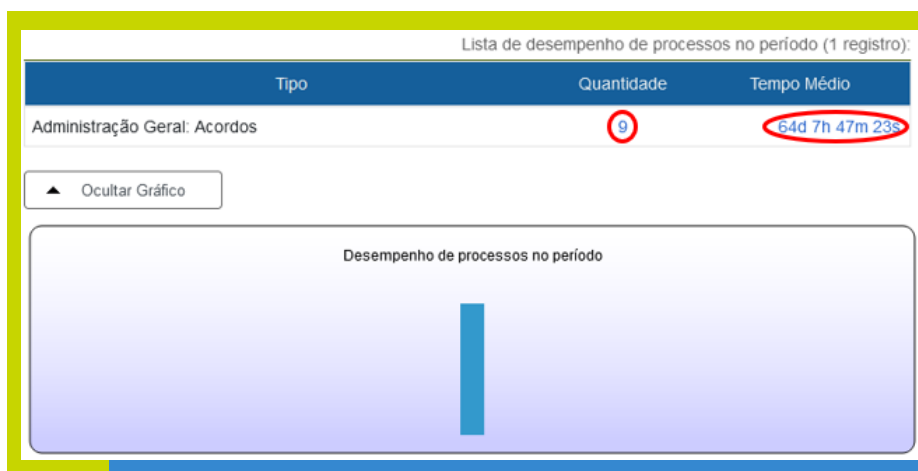 Lista de desempenho de processos no período (1 registro):
Tipo Quantidade Tempo Médio
Administração Geral: Acordos 9 64d 7h 47m 23s
Ocultar Gráfico
Desempenho de processos no período